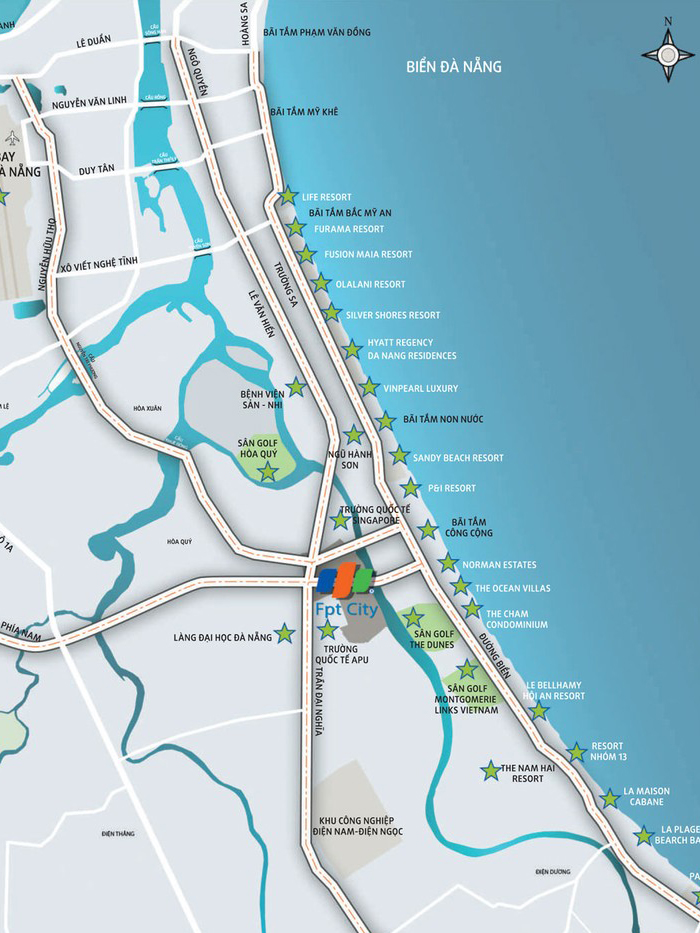 HOÀNG SA
BÃI TẮM PHẠM VĂN ĐỒNG
LÊ DUẨN
NGÔ QUYỀN
BIỂN ĐÀ NẴNG
N
NGUYỄN VĂN LINH
CẦU RỒNG
BÃI TẮM MỸ KHÊ
DUY TÂN
À NẴNG
LIFE RESORT
BÃI TẮM BẮC MỸ AN
FURAMA RESORT
NGUYỄN HỮU THỌ
XÔ VIẾT NGHỆ TĨNH
FUSION MAIA RESORT
TRƯỜNG SA
OLALANI RESORT
LÊ VĂN HIẾN
SILVER SHORES RESORT
HYATT REGENCY
DA NANG RESIDENCES
BỆNH VIỆN
SẢN - NHI
VINPEARL LUXURY
HÒA XUÂN
BÃI TẮM NON NƯỚC
SÂN GOLF
HÒA QUÝ
NGŨ HÀNH
SƠN
SANDY BEACH RESORT
P&I RESORT
TRƯỜNG QUỐC TẾ
SINGAPORE
BÃI TẮM
CÔNG CỘNG
HÒA QUÝ
NORMAN ESTATES
THE OCEAN VILLAS
Fpt City
THE CHAM
CONDOMINIUM
PHÍA NAM
LÀNG ĐẠI HỌC ĐÀ NẴNG
SÂN GOLF
THE DUNES
TRƯỜNG
QUỐC TẾ APU
ĐƯỜNG BIỂN
TRẦN ĐẠI NGHĨA
SÂN GOLF
MONTGOMERIE
LINKS VIETNAM
LE BELLHAMY
HỘI AN RESORT
RESORT
NHÓM 13
THE NAM HAI
RESORT
LA MAISON
CABANE
KHU CÔNG NGHIỆP
ĐIỆN NAM-ĐIỆN NGỌC
ĐIỆN THẮNG
LA PLAGE
BEARCH BA
ĐIỆN DƯƠNG
PA